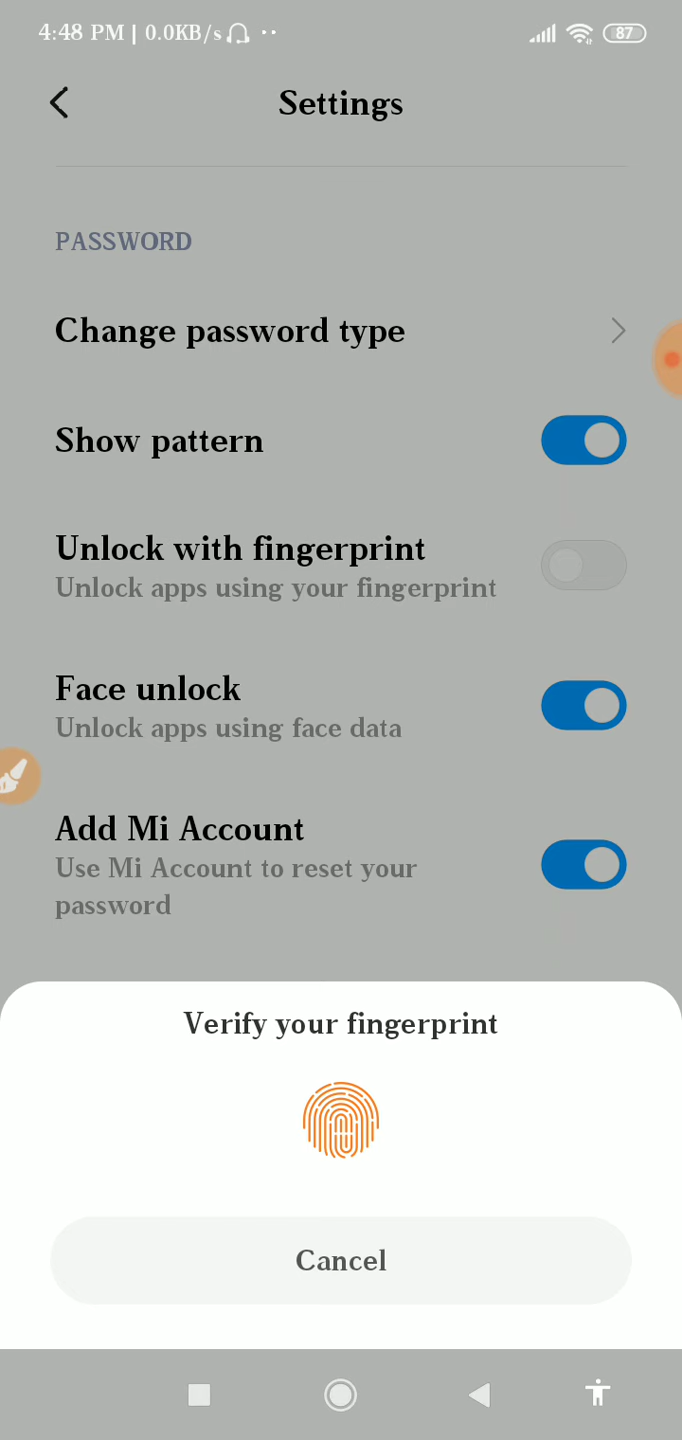 4:48 PM | 0.0KB/s
87
Settings
PASSWORD
Change password type
Show pattern
Unlock with fingerprint
Unlock apps using your fingerprint
Face unlock
Unlock apps using face data
Add Mi Account
Use Mi Account to reset your
password
Verify your fingerprint
Cancel